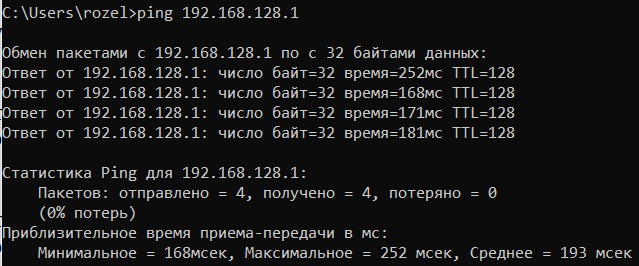 C:\Users\rozel>ping 192.168.128.1
Обмен пакетами с 192.168.128.1 по с 32 байтами данных:
Ответ от 192.168.128.1: число байт=32 время=252мс TTL=128
Ответ от 192.168.128.1: число байт=32 время=168мс TTL=128
Ответ от 192.168.128.1: число байт=32 время=171мс TTL=128
Ответ от 192.168.128.1: число байт=32 время=181мс TTL=128
Статистика Ping для 192.168.128.1:
Пакетов: отправлено = 4, получено = 4, потеряно = 0
(0% потерь)
Приблизительное время приема-передачи в мс:
Минимальное = 168мсек, Максимальное = 252 мсек, Среднее = 193 мсек